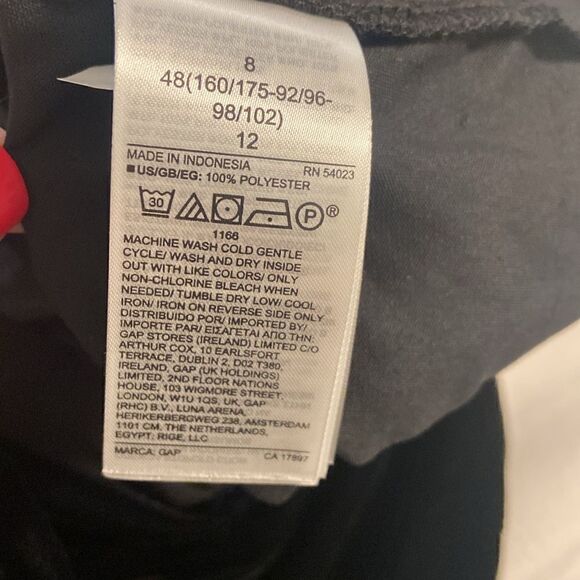 8
48(160/175-92/96-
98/102)
12
MADE IN INDONESIA RN 54023
US/GB/EG: 100% POLYESTER
30 P ®
1166
MACHINE WASH COLD GENTLE
CYCLE/ WASH AND DRY INSIDE
OUT WITH LIKE COLORS/ ONLY
NON-CHLORINE BLEACH WHEN
NEEDED/ TUMBLE DRY LOW/ COOL
IRON/ IRON ON REVERSE SIDE ONLY
DISTRIBUIDO POR/ IMPORTED BY/
IMPORTE PAR/ ΕΙΣΑΓΕΤΑΙ ΑΠΟ ΤΗΝ:
GAP STORES (IRELAND) LIMITED C/O
ARTHUR COX, 10 EARLSFORT
TERRACE, DUBLIN 2, D02 T380,
IRELAND, GAP (UK HOLDINGS)
LIMITED, 2ND FLOOR NATIONS
HOUSE, 103 WIGMORE STREET,
LONDON, W1U 1QS, UK, GAP
(RHC) B.V., LUNA ARENA,
HERIKERBERGWEG 238, AMSTERDAM
1101 CM, THE NETHERLANDS,
EGYPT: RIGE, LLC
MARCA: GAP CA 17897